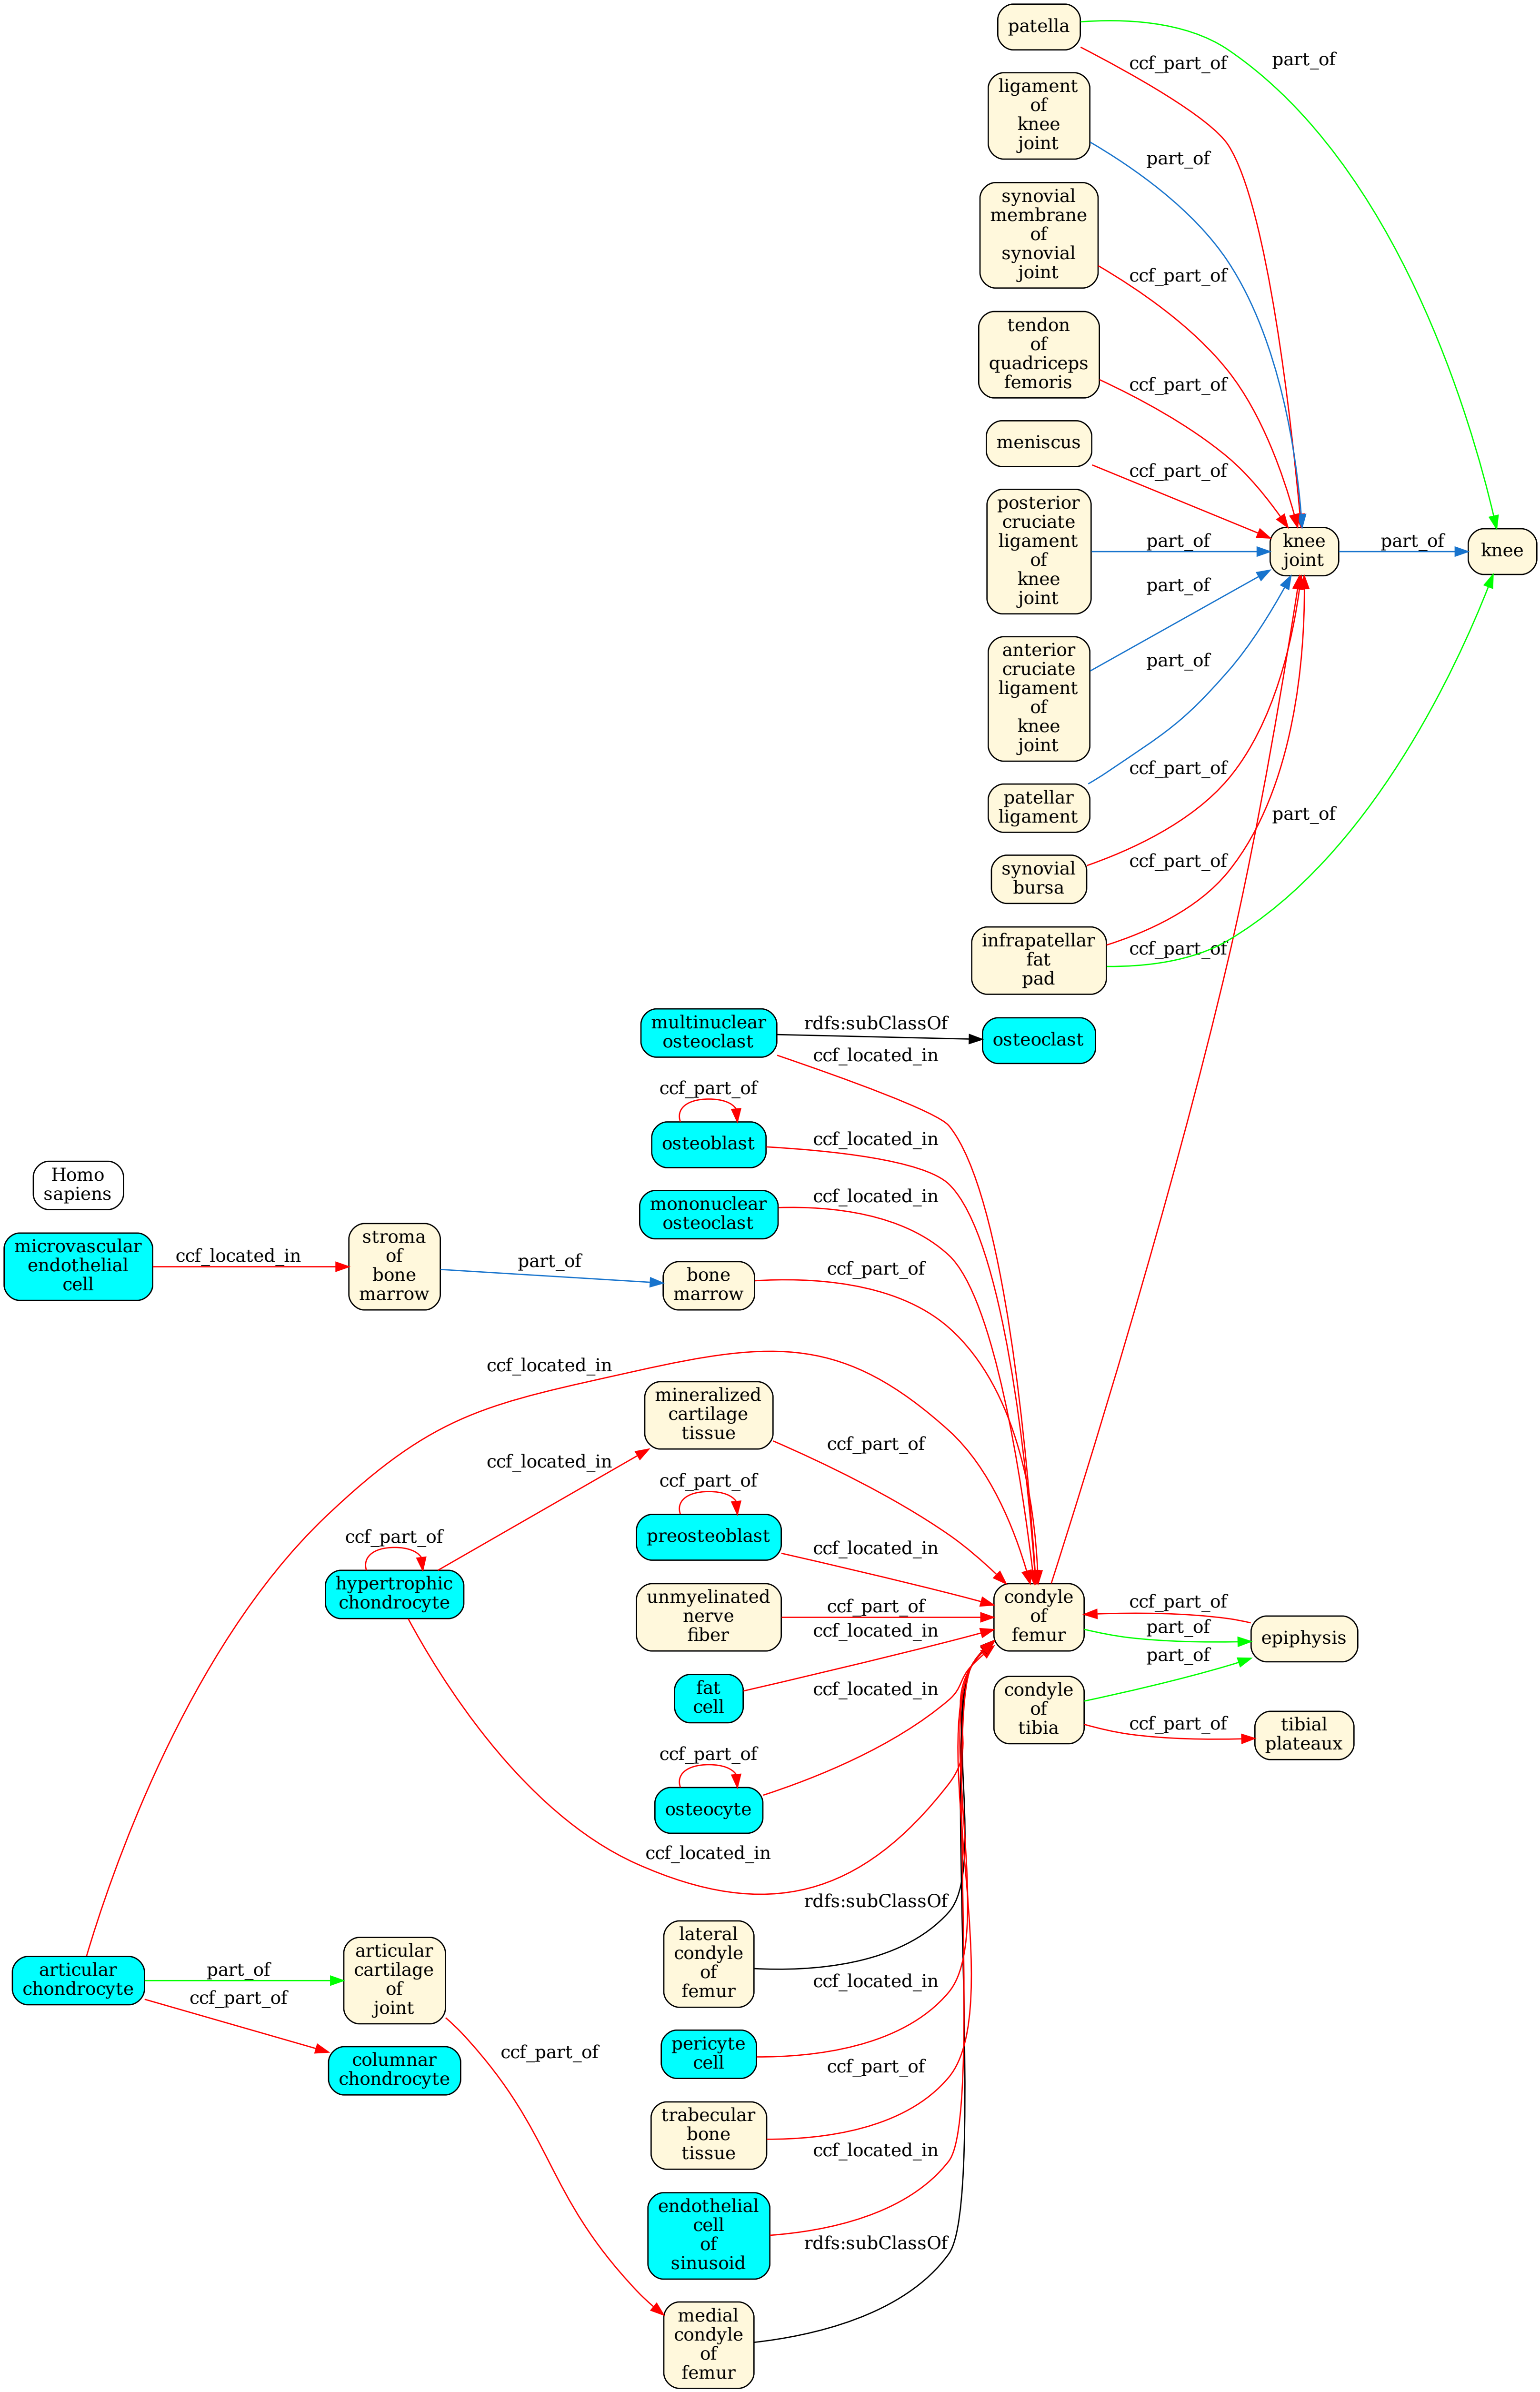 patella
ccf_part_of
part_of
ligament
of
knee
joint
part_of
synovial
membrane
of
synovial
joint
ccf_part_of
tendon
of
quadriceps
femoris
ccf_part_of
meniscus
ccf_part_of
posterior
cruciate
ligament
of
knee
joint
part_of
knee
joint
part_of
knee
part_of
anterior
cruciate
ligament
of
knee
joint
part_of
patellar
ligament
ccf_part_of
part_of
synovial
bursa
ccf_part_of
infrapatellar
fat
pad
ccf_part_of
multinuclear
osteoclast
rdfs:subClassOf
osteoclast
ccf_located_in
ccf_part_of
osteoblast
ccf_located_in
Homo
sapiens
mononuclear
osteoclast
ccf_located_in
microvascular
endothelial
cell
ccf_located_in
stroma
of
bone
marrow
part_of
bone
marrow
ccf_part_of
ccf_located_in
mineralized
cartilage
tissue
ccf_part_of
ccf_located_in
ccf_part_of
preosteoblast
ccf_located_in
ccf_part_of
hypertrophic
chondrocyte
unmyelinated
nerve
fiber
ccf_part_of
ccf_located_in
condyle
of
femur
ccf_part_of
part_of
epiphysis
part_of
fat
cell
ccf_located_in
condyle
of
tibia
ccf_part_of
tibial
plateaux
ccf_part_of
osteocyte
ccf_located_in
rdfs:subClassOf
lateral
condyle
of
femur
articular
chondrocyte
part_of
ccf_part_of
articular
cartilage
of
joint
ccf_located_in
columnar
chondrocyte
ccf_part_of
pericyte
cell
ccf_part_of
trabecular
bone
tissue
ccf_located_in
endothelial
cell
of
sinusoid
rdfs:subClassOf
medial
condyle
of
femur